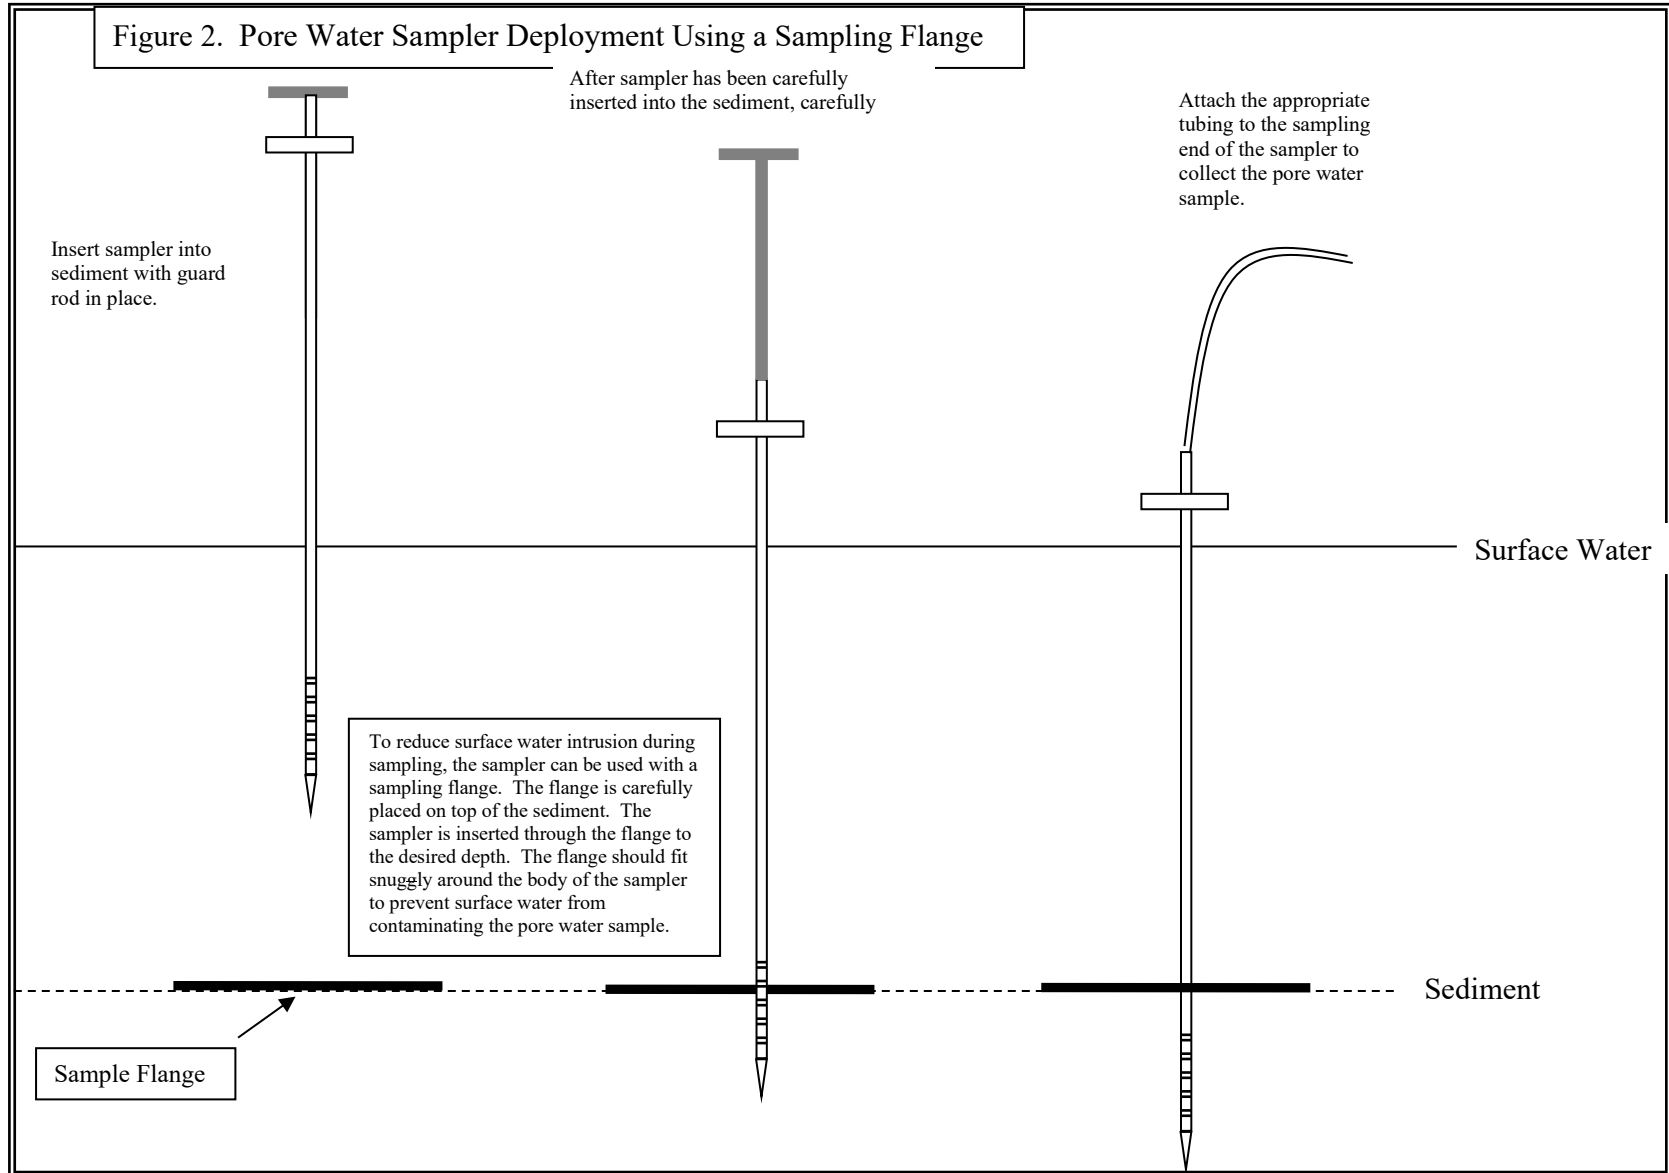 Figure 2.  Pore Water Sampler Deployment Using a Sampling Flange
After sampler has been carefully
inserted into the sediment, carefully
Attach the appropriate
tubing to the sampling
end of the sampler to
collect the pore water
sample.
Insert sampler into
sediment with guard
rod in place.
Surface Water
To reduce surface water intrusion during
sampling, the sampler can be used with a
sampling flange.  The flange is carefully
placed on top of the sediment.  The
sampler is inserted through the flange to
the desired depth.  The flange should fit
snuggly around the body of the sampler
to prevent surface water from
contaminating the pore water sample.
Sediment
Sample Flange